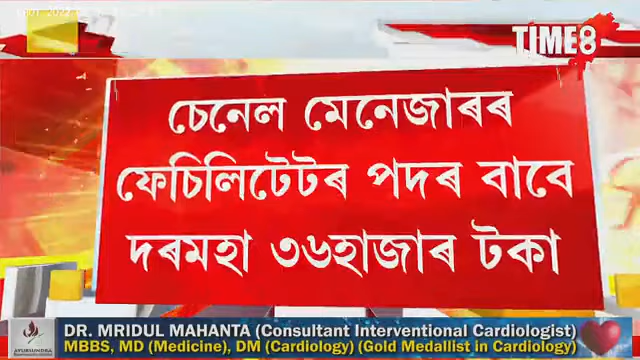 TIME8
চেনেল মেনেজাৰৰ
ফেচিলিটেটৰ পদৰ বাবে
দৰমহা ৩৬হাজাৰ টকা
DR. MRIDUL MAHANTA (Consultant Interventional Cardiologist)
MBBS, MD (Medicine), DM (Cardiology) (Gold Medallist in Cardiology)